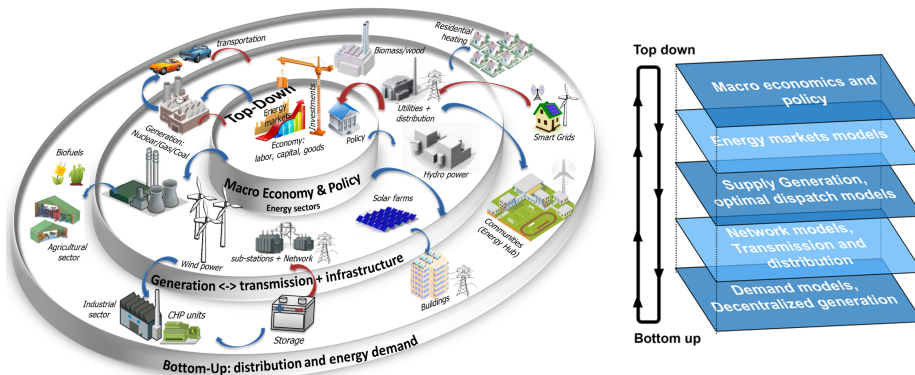 transportation
Biomass/wood
Residential
heating
Top-Down
Energy
markets
Investments
Economy:
labor, capital, goods
Policy
Utilities +
distribution
Smart Grids
Generation:
Nuclear/Gas/Coal
Biofuels
Agricultural
sector
Macro Economy & Policy
Energy sectors
Hydro power
Solar farms
Communities
(Energy Hub)
Wind power
sub-stations + Network
Generation <-> transmission + infrastructure
Buildings
Industrial
sector
CHP units
Storage
Bottom-Up: distribution and energy demand
Top down
Macro economics and
policy
Energy markets models
Supply Generation,
optimal dispatch models
Network models,
Transmission and
distribution
Demand models,
Decentralized generation
Bottom up